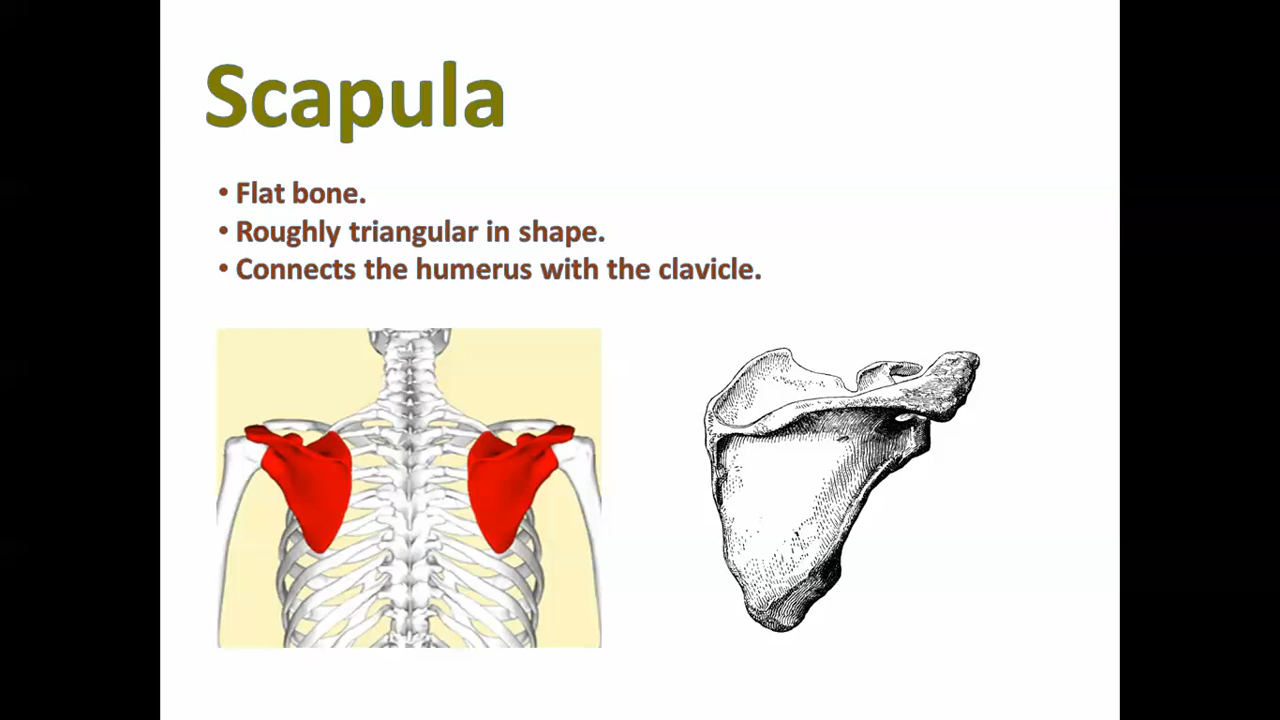 Scapula
• Flat bone.
• Roughly triangular in shape.
• Connects the humerus with the clavicle.